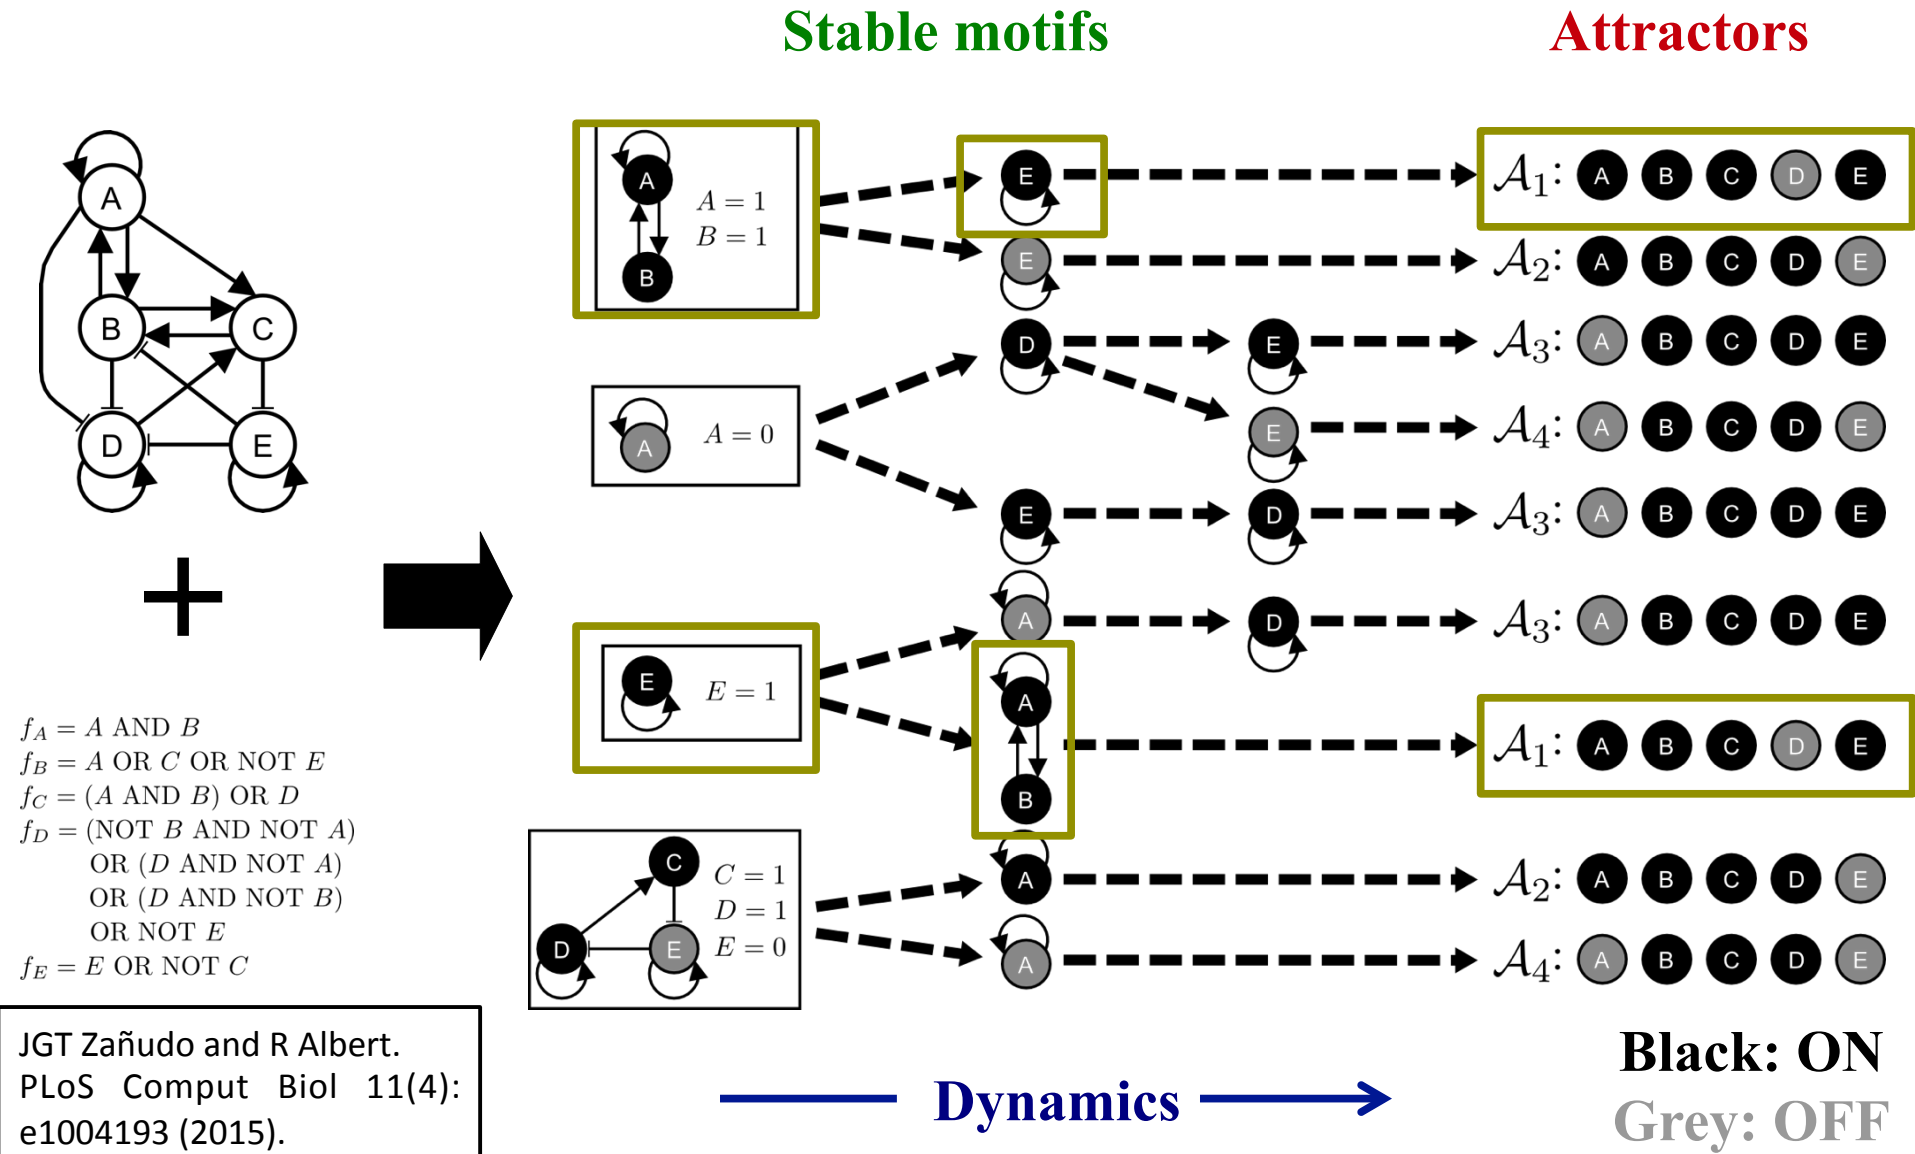 Stable motifs
Attractors
A
B
C
D
E
+
f_A = A AND B
f_B = A OR C OR NOT E
f_C = (A AND B) OR D
f_D = (NOT B AND NOT A)
OR (D AND NOT A)
OR (D AND NOT B)
OR NOT E
f_E = E OR NOT C
JGT Zañudo and R Albert.
PLoS Comput Biol 11(4):
e1004193 (2015).
A
B
A = 1
B = 1
E
𝒜₁: A B C D E
E
𝒜₂: A B C D E
A
A = 0
D
E
𝒜₃: A B C D E
E
𝒜₄: A B C D E
E
D
𝒜₃: A B C D E
E
E = 1
A
D
𝒜₃: A B C D E
A
B
𝒜₁: A B C D E
C
D
E
C = 1
D = 1
E = 0
A
𝒜₂: A B C D E
A
𝒜₄: A B C D E
Dynamics
Black: ON
Grey: OFF